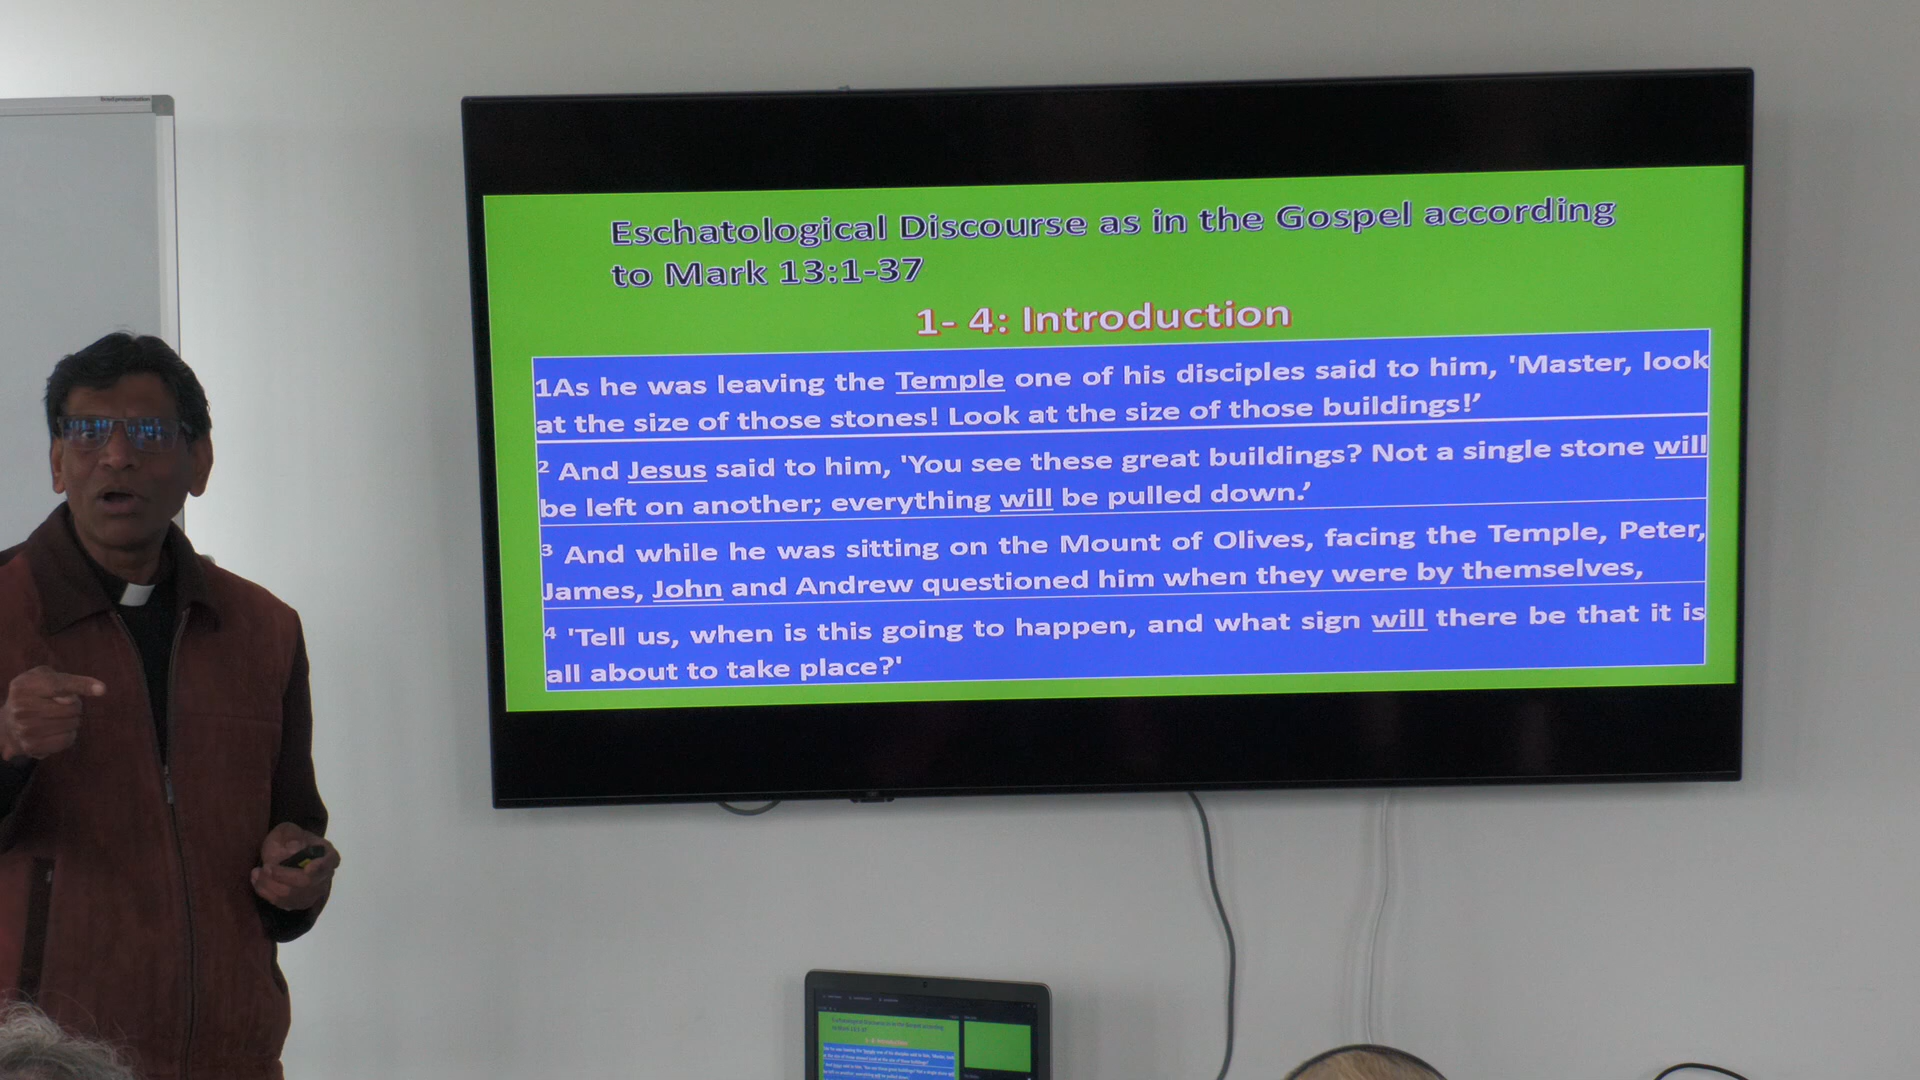 Eschatological Discourse as in the Gospel according
to Mark 13:1-37
1- 4: Introduction
1As he was leaving the Temple one of his disciples said to him, 'Master, look
at the size of those stones! Look at the size of those buildings!’
2 And Jesus said to him, 'You see these great buildings? Not a single stone will
be left on another; everything will be pulled down.’
3 And while he was sitting on the Mount of Olives, facing the Temple, Peter,
James, John and Andrew questioned him when they were by themselves,
4 'Tell us, when is this going to happen, and what sign will there be that it is
all about to take place?'